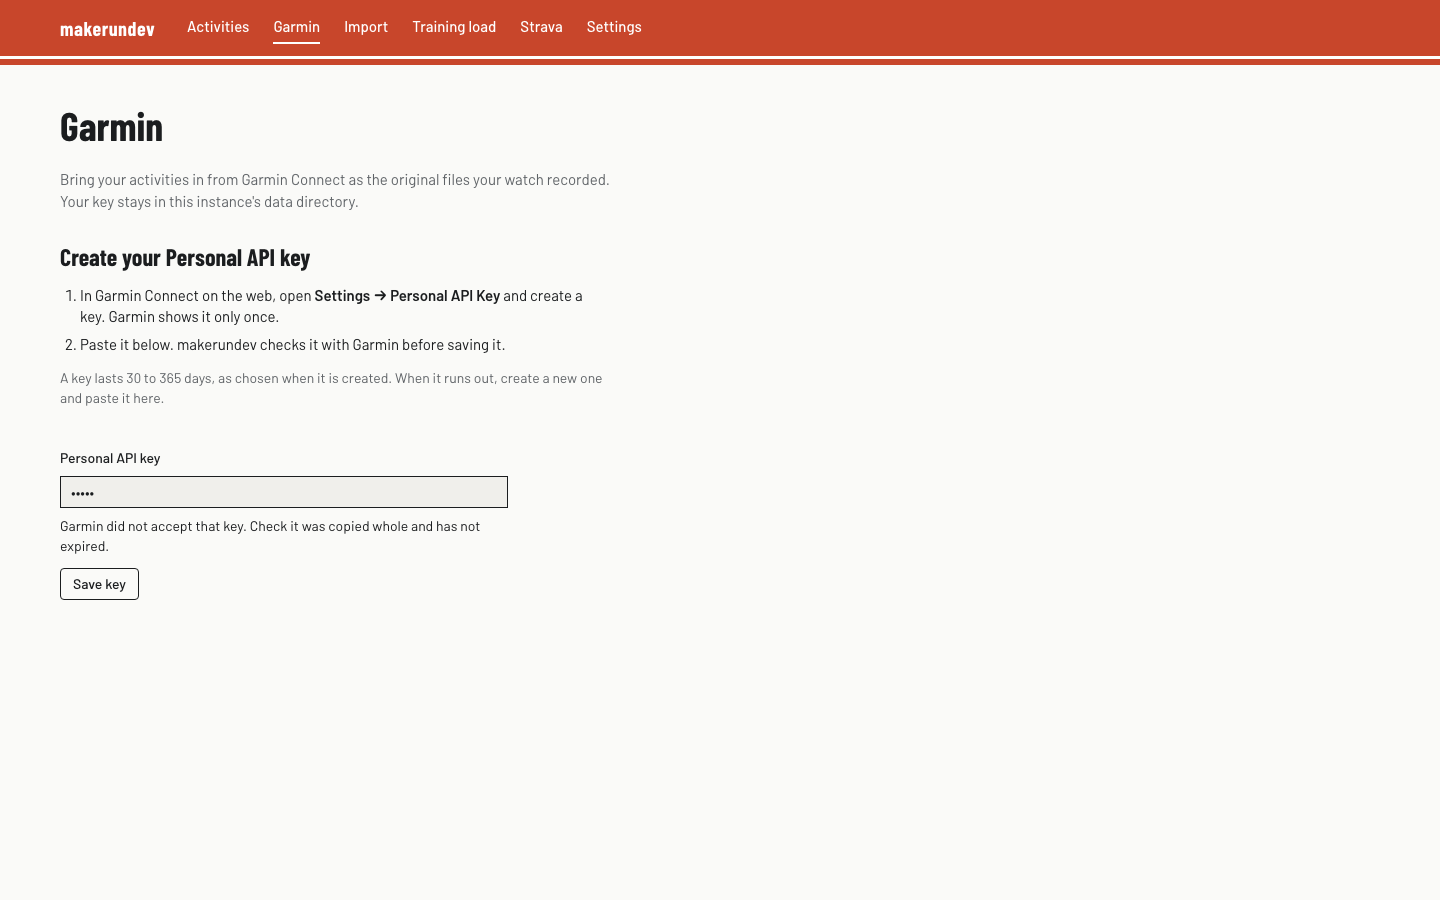 makerundev Activities Garmin Import Training load Strava Settings
Garmin
Bring your activities in from Garmin Connect as the original files your watch recorded.
Your key stays in this instance's data directory.
Create your Personal API key
1. In Garmin Connect on the web, open Settings → Personal API Key and create a
key. Garmin shows it only once.
2. Paste it below. makerundev checks it with Garmin before saving it.
A key lasts 30 to 365 days, as chosen when it is created. When it runs out, create a new one
and paste it here.
Personal API key
•••••
Garmin did not accept that key. Check it was copied whole and has not
expired.
Save key